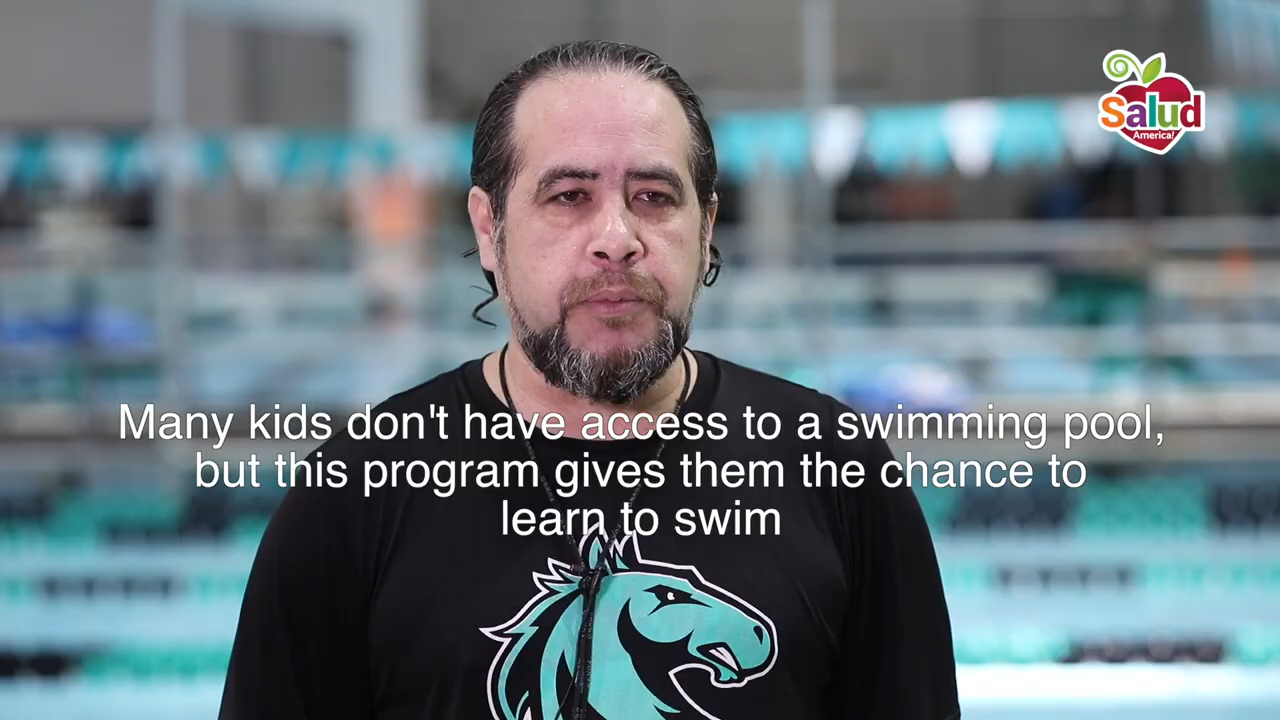 Salud
America!
Many kids don't have access to a swimming pool,
but this program gives them the chance to
learn to swim